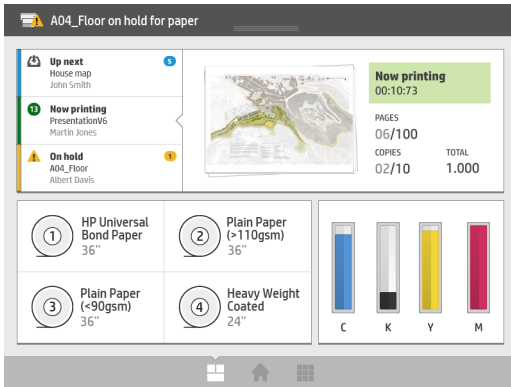 A04_Floor on hold for paper
Up next
5
House map
John Smith
13
Now printing
PresentationV6
Martin Jones
On hold
1
A04_Floor
Albert Davis
Now printing
00:10:73
PAGES
06/100
COPIES
TOTAL
02/10
1.000
1
HP Universal
Bond Paper
36"
2
Plain Paper
(>110gsm)
36"
3
Plain Paper
(<90gsm)
36"
4
Heavy Weight
Coated
24"
C
K
Y
M